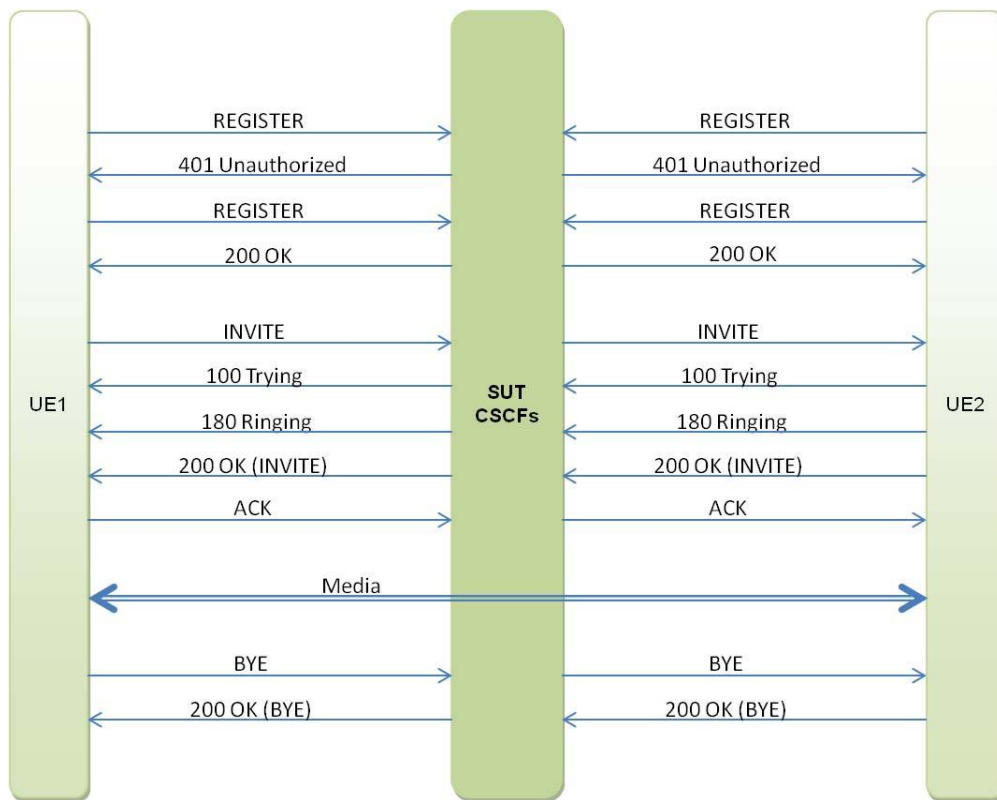 REGISTER
REGISTER
401 Unauthorized
401 Unauthorized
REGISTER
REGISTER
200 OK
200 OK
INVITE
INVITE
100 Trying
100 Trying
UE1
SUT
CSCFs
UE2
180 Ringing
180 Ringing
200 OK (INVITE)
200 OK (INVITE)
ACK
ACK
Media
BYE
BYE
200 OK (BYE)
200 OK (BYE)